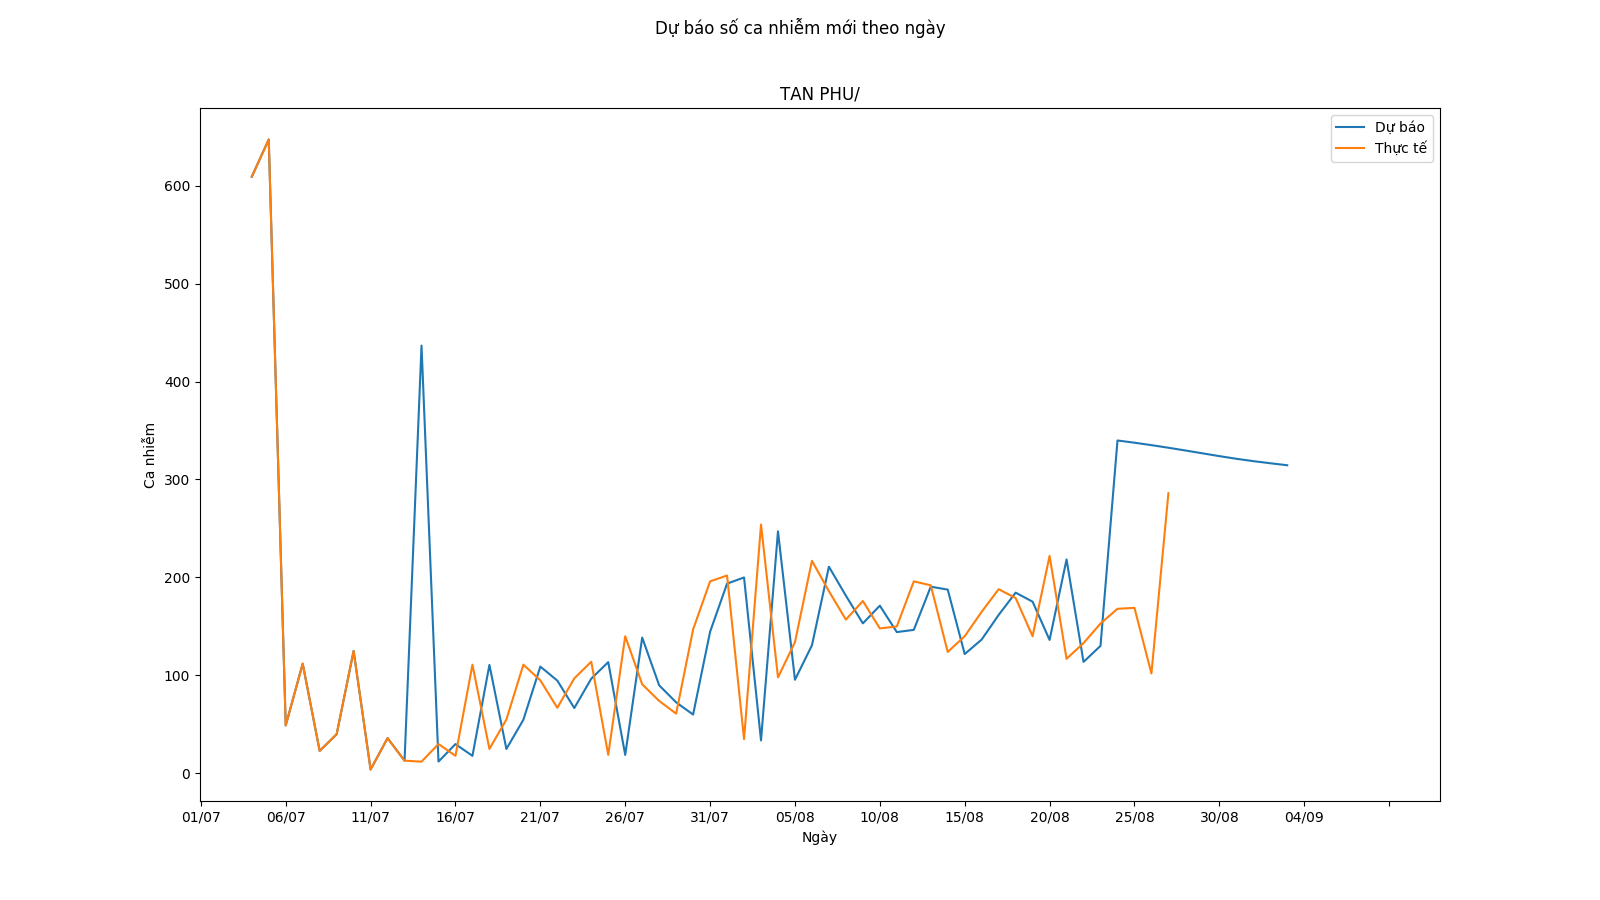 Dự báo số ca nhiễm mới theo ngày
TAN PHU/
Dự báo
Thực tế
600
500
400
300
200
100
0
Ca nhiễm
01/07 06/07 11/07 16/07 21/07 26/07 31/07 05/08 10/08 15/08 20/08 25/08 30/08 04/09
Ngày